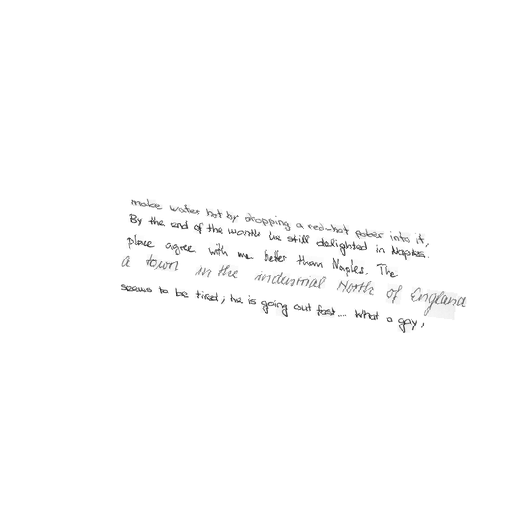 make water hot by dropping a red-hot poker into it,
By the end of the month he still delighted in Naples.
place agree with me better than Naples. The
a town in the industrial North of England
seems to be tired; he is going out fast.... What a gay,